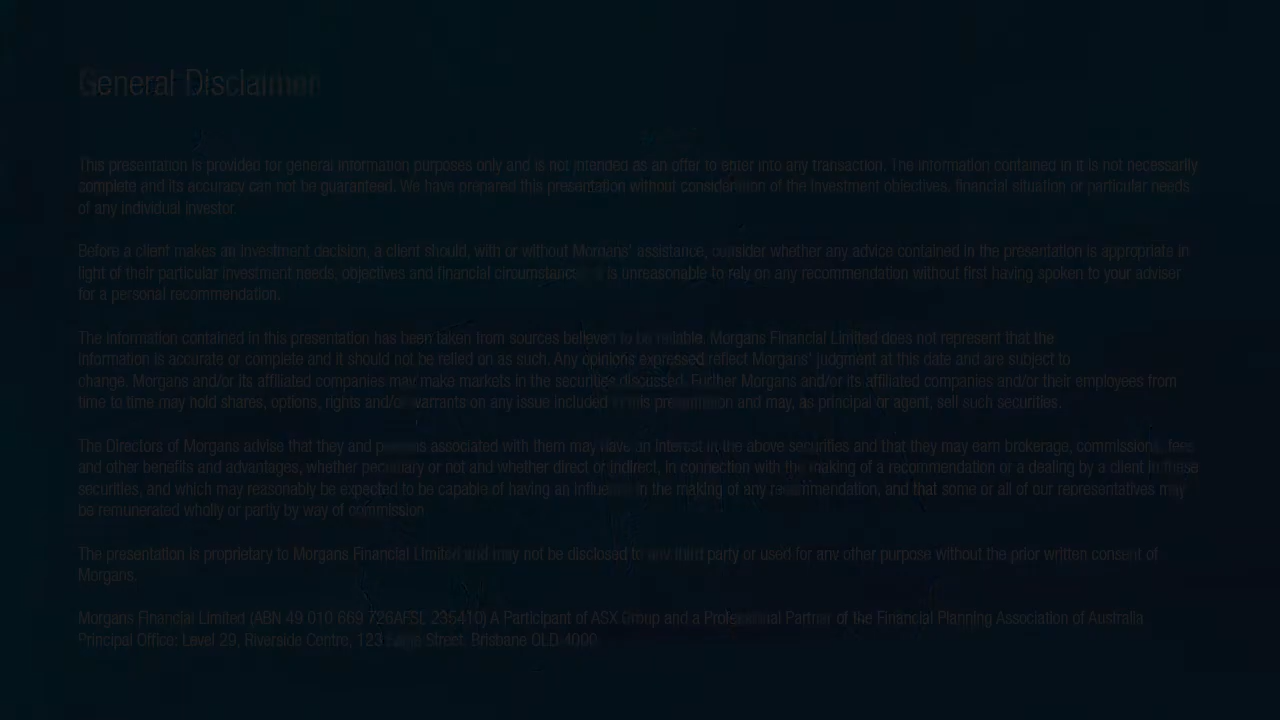 General Disclaimer
This presentation is provided for general information purposes only and is not intended as an offer to enter into any transaction. The information contained in it is not necessarily
complete and its accuracy can not be guaranteed. We have prepared this presentation without consideration of the investment objectives, financial situation or particular needs
of any individual investor.
Before a client makes an investment decision, a client should, with or without Morgans' assistance, consider whether any advice contained in the presentation is appropriate in
light of their particular investment needs, objectives and financial circumstances. is unreasonable to rely on any recommendation without first having spoken to your adviser
for a personal recommendation.
The information contained in this presentation has been taken from sources believed to be reliable. Morgans Financial Limited does not represent that the
information is accurate or complete and it should not be relied on as such. Any opinions expressed reflect Morgans' judgment at this date and are subject to
change. Morgans and/or its affiliated companies may make markets in the securities discussed. Further Morgans and/or its affiliated companies and/or their employees from
time to time may hold shares, options, rights and/or warrants on any issue included in this presentation and may, as principal or agent, sell such securities.
The Directors of Morgans advise that they and persons associated with them may have an interest in the above securities and that they may earn brokerage, commissions, fees
and other benefits and advantages, whether pecuniary or not and whether direct or indirect, in connection with the making of a recommendation or a dealing by a client in these
securities, and which may reasonably be expected to be capable of having an influence in the making of any recommendation, and that some or all of our representatives may
be remunerated wholly or partly by way of commission.
The presentation is proprietary to Morgans Financial Limited and may not be disclosed to any third party or used for any other purpose without the prior written consent of
Morgans.
Morgans Financial Limited (ABN 49 010 669 726AFSL 235410) A Participant of ASX Group and a Professional Partner of the Financial Planning Association of Australia
Principal Office: Level 29, Riverside Centre, 123 Eagle Street, Brisbane QLD 4000